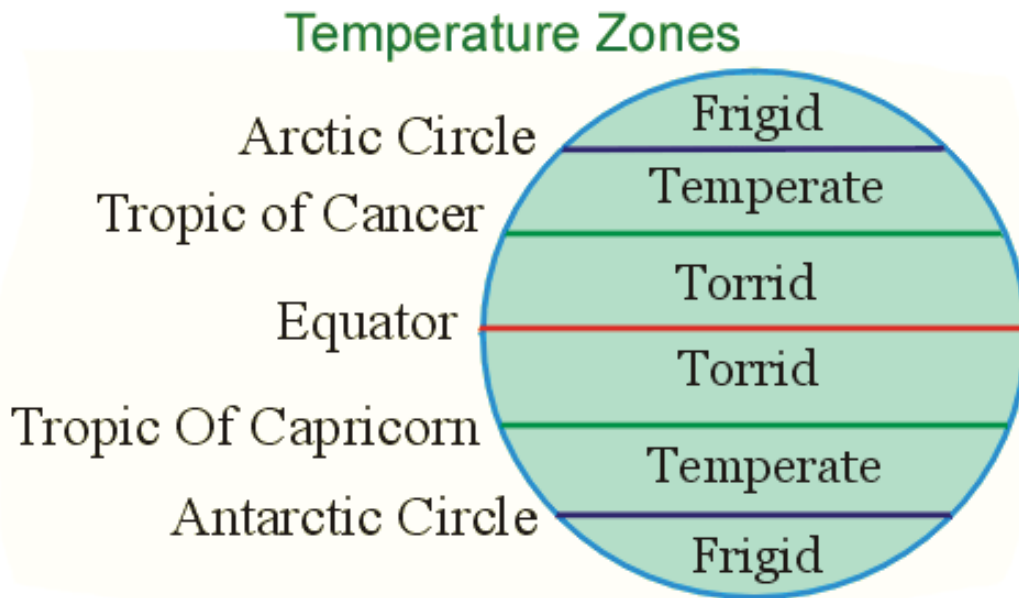 Temperature Zones
Frigid
Arctic Circle
Temperate
Tropic of Cancer
Torrid
Equator
Torrid
Tropic Of Capricorn
Temperate
Antarctic Circle
Frigid